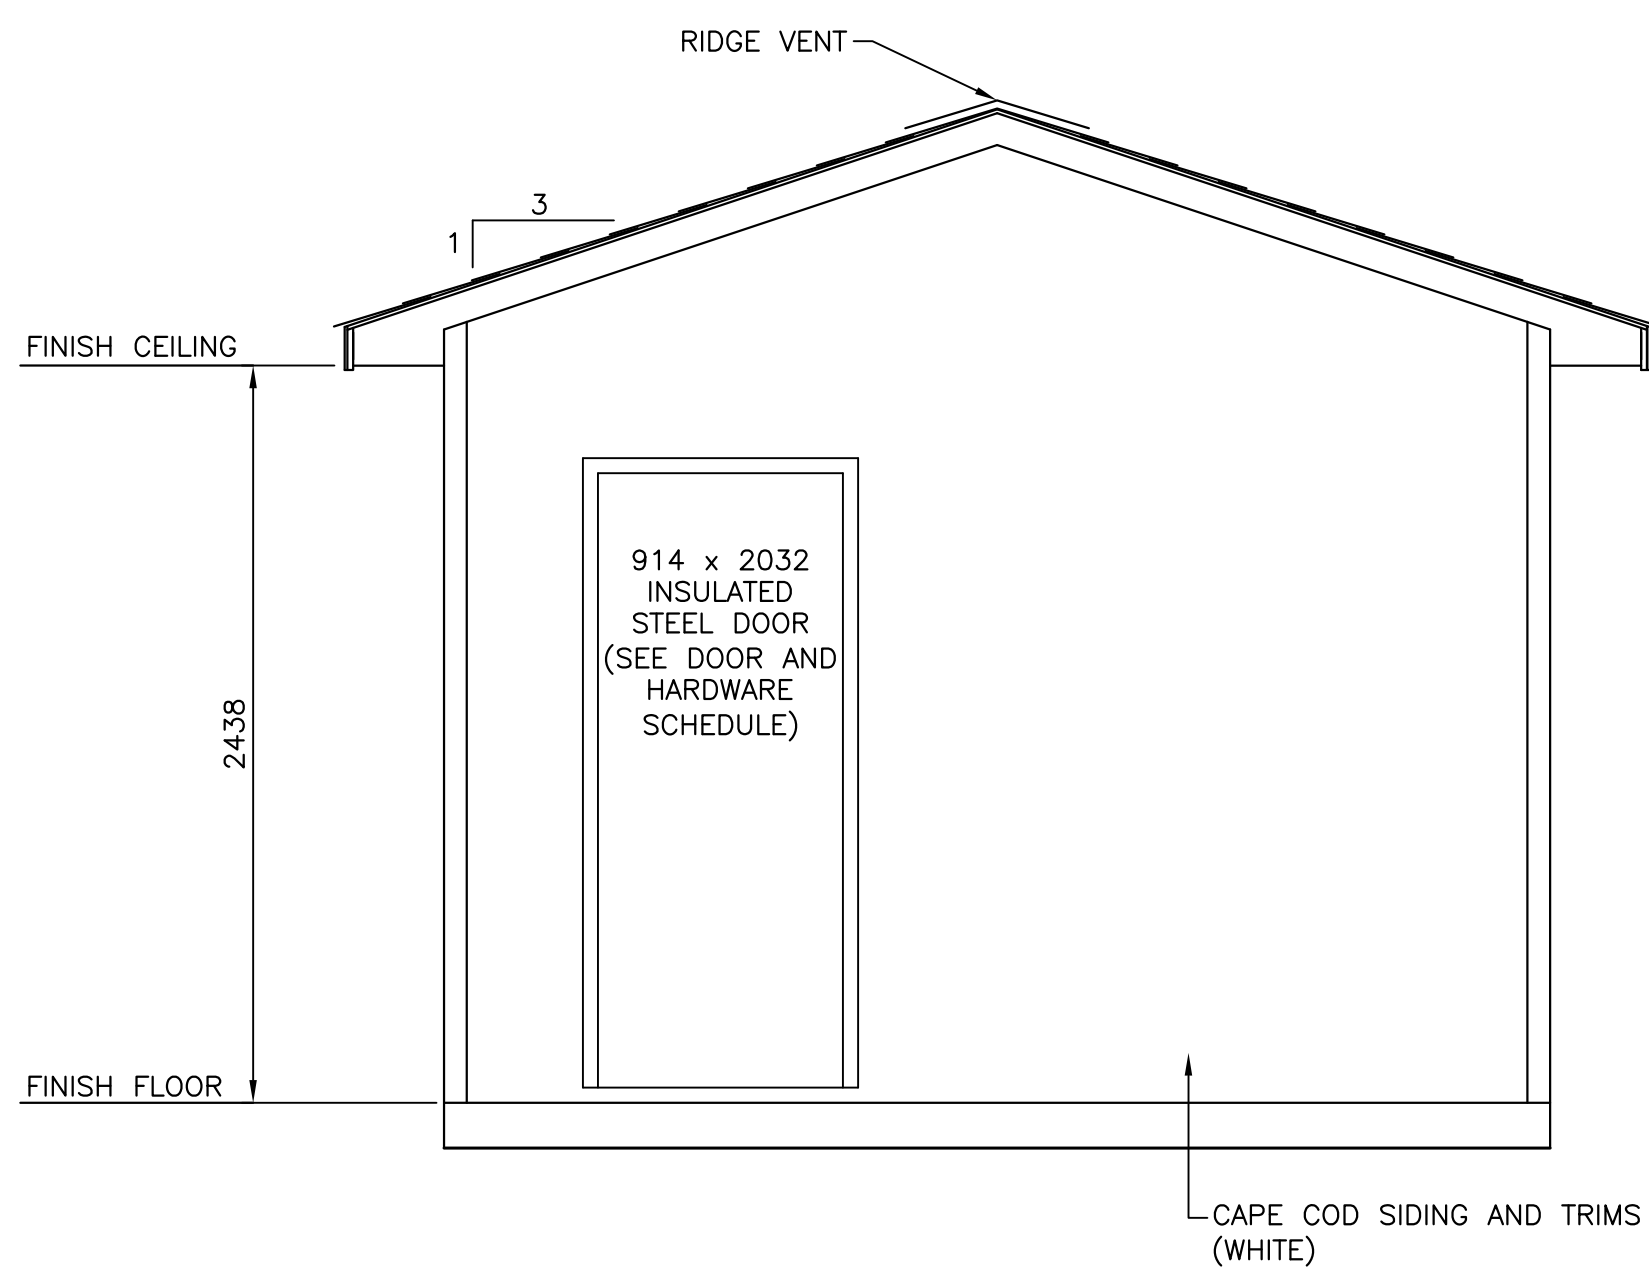 RIDGE VENT
3
1
FINISH CEILING
914 x 2032
INSULATED
STEEL DOOR
(SEE DOOR AND
HARDWARE
SCHEDULE)
2438
FINISH FLOOR
CAPE COD SIDING AND TRIMS
(WHITE)